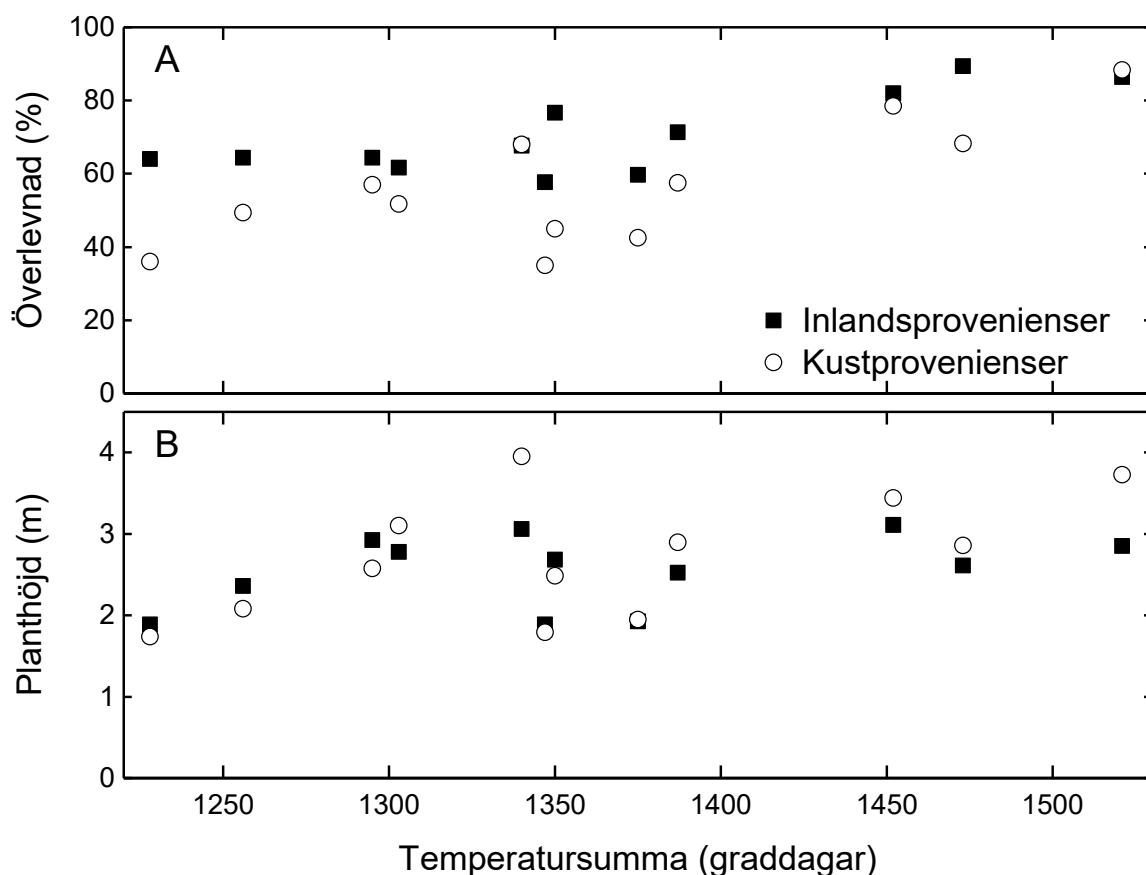 100
80
60
40
20
0
Överlevnad (%)
A
Inlandsprovenienser
Kustprovenienser
4
3
2
1
0
Planthöjd (m)
B
1250 1300 1350 1400 1450 1500
Temperatursumma (graddagar)